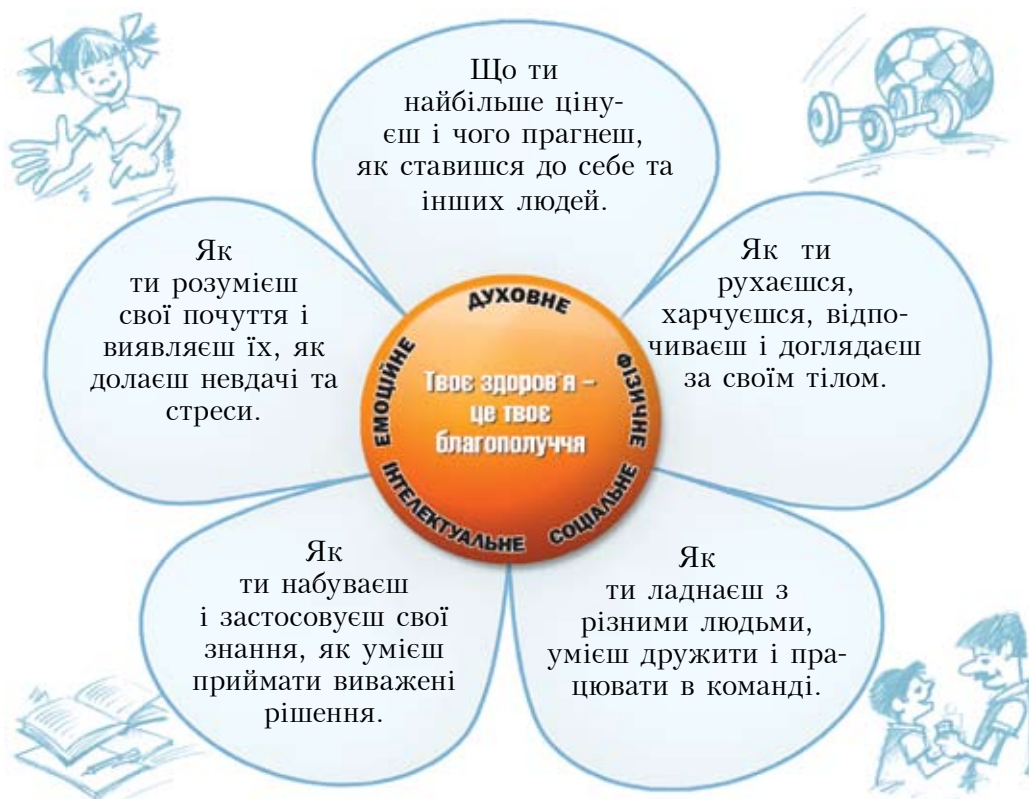 Що ти
найбільше ціну-
єш і чого прагнеш,
як ставишся до себе та
інших людей.
Як
ти розумієш
свої почуття і
виявляєш їх, як
долаєш невдачі та
стреси.
Як ти
рухаєшся,
харчуєшся, відпо-
чиваєш і доглядаєш
за своїм тілом.
ДУХОВНЕ
ЕМОЦІЙНЕ
ФІЗИЧНЕ
Твоє здоров'я –
це твоє
благополуччя
ІНТЕЛЕКТУАЛЬНЕ
СОЦІАЛЬНЕ
Як
ти набуваєш
і застосовуєш свої
знання, як умієш
приймати виважені
рішення.
Як
ти ладнаєш з
різними людьми,
умієш дружити і пра-
цювати в команді.